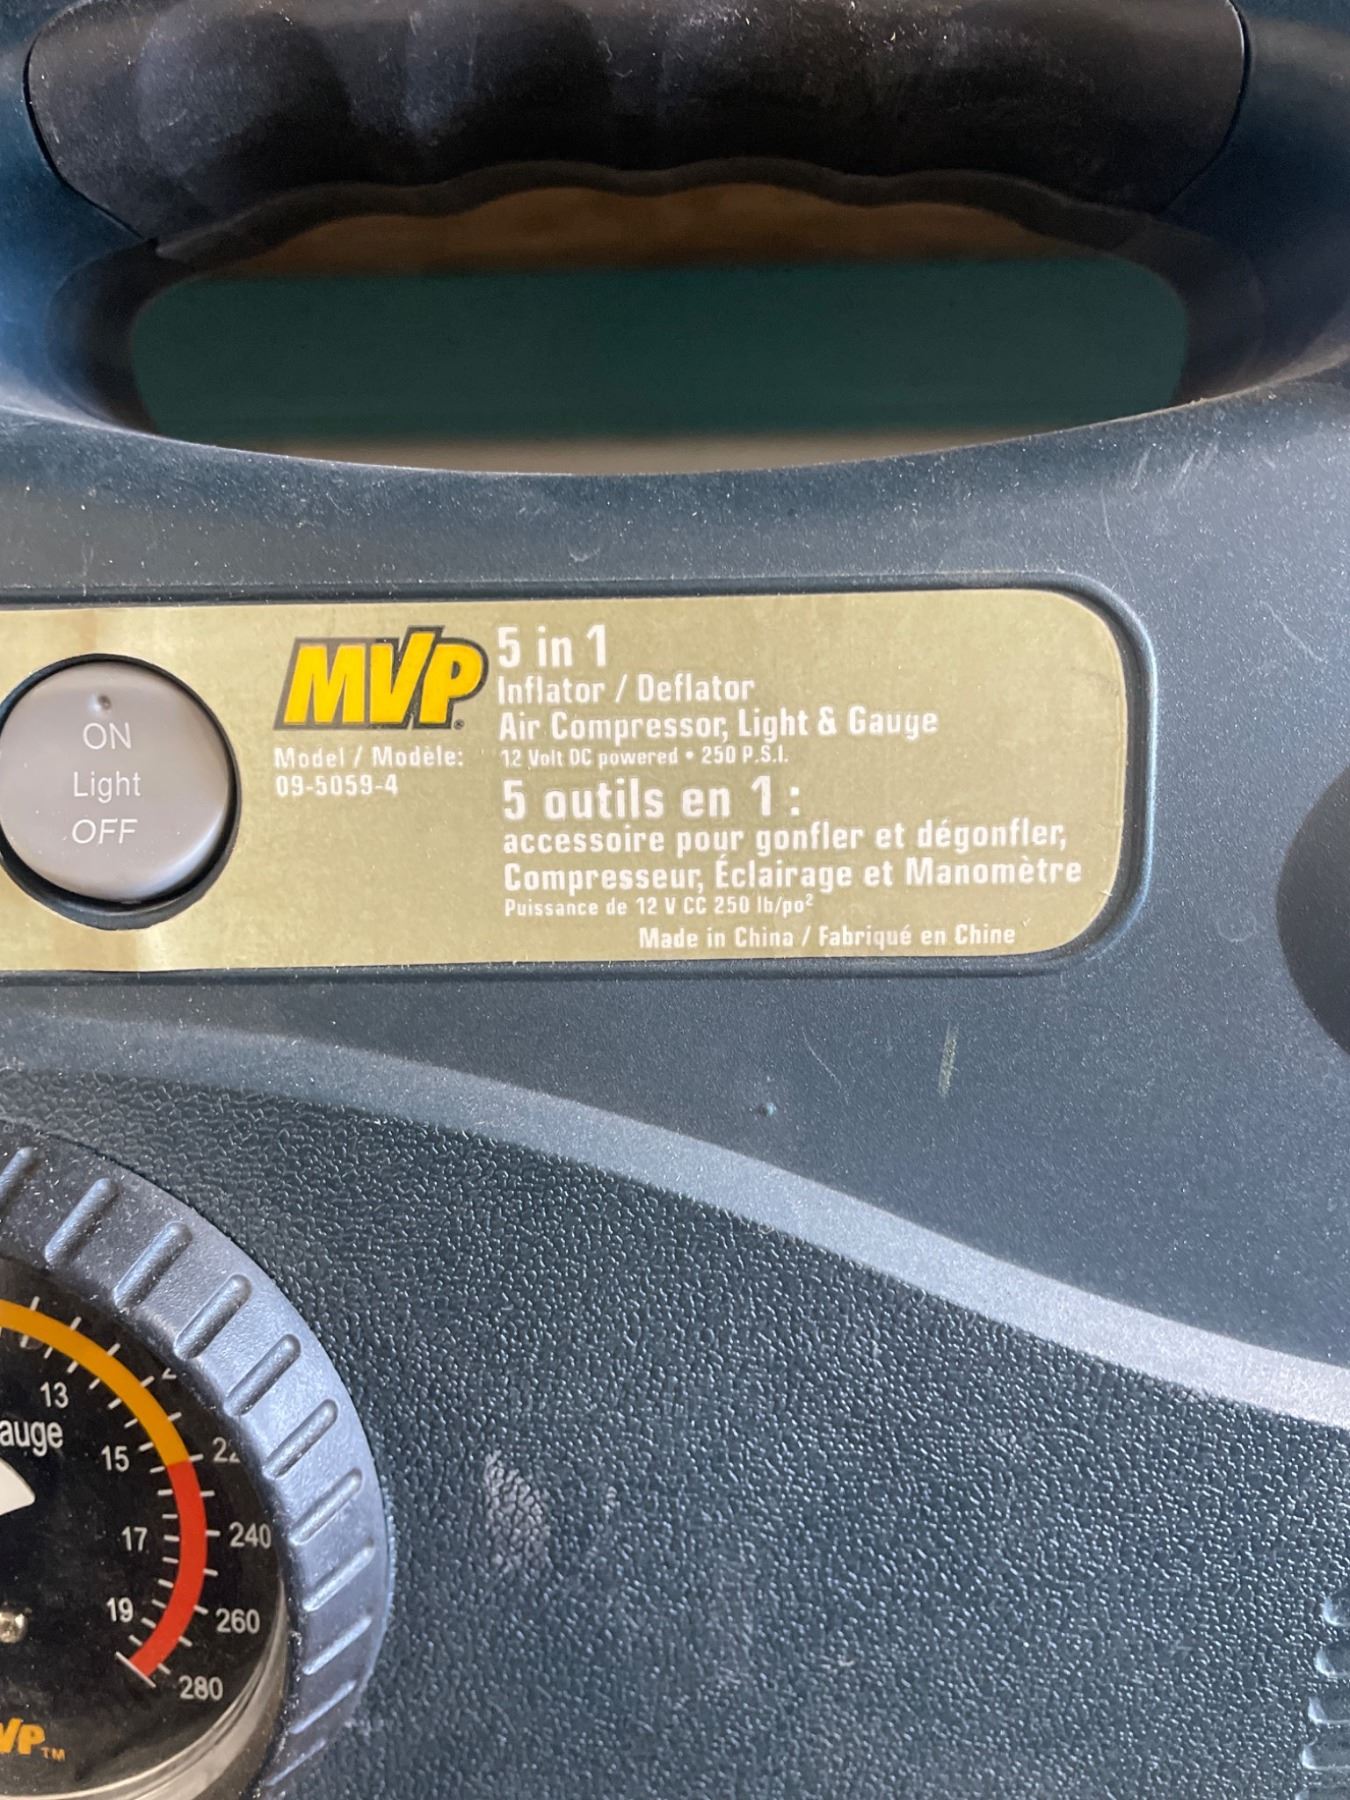 ON
Light
OFF
MVP®
Model / Modèle:
09-5059-4
5 in 1
Inflator / Deflator
Air Compressor, Light & Gauge
12 Volt DC powered • 250 P.S.I.
5 outils en 1 :
accessoire pour gonfler et dégonfler,
Compresseur, Éclairage et Manomètre
Puissance de 12 V CC 250 lb/po²
Made in China / Fabriqué en Chine
13
auge
15
17
240
19
260
280
VP™